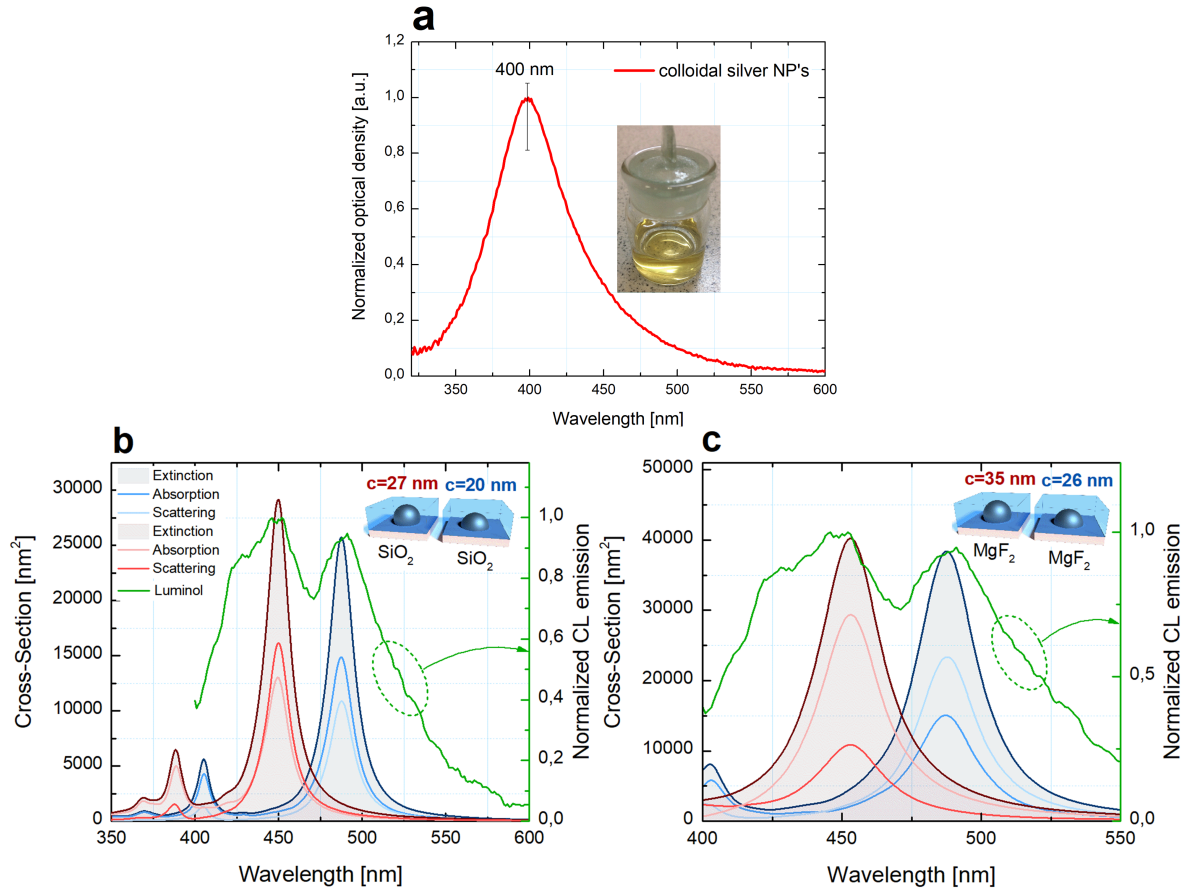 a
1,2
1,0
0,8
0,6
0,4
0,2
0,0
Normalized optical density [a.u.]
400 nm
colloidal silver NP's
350
400
450
500
550
600
Wavelength [nm]
b
30000
25000
20000
15000
10000
5000
0
Cross-Section [nm²]
Extinction
Absorption
Scattering
Extinction
Absorption
Scattering
Luminol
c=27 nm c=20 nm
SiO₂
SiO₂
1,0
0,8
0,6
0,4
0,2
0,0
Normalized CL emission
350
400
450
500
550
600
Wavelength [nm]
c
50000
40000
30000
20000
10000
0
Cross-Section [nm²]
c=35 nm c=26 nm
MgF₂
MgF₂
1,0
0,5
0,0
Normalized CL emission
400
450
500
550
Wavelength [nm]